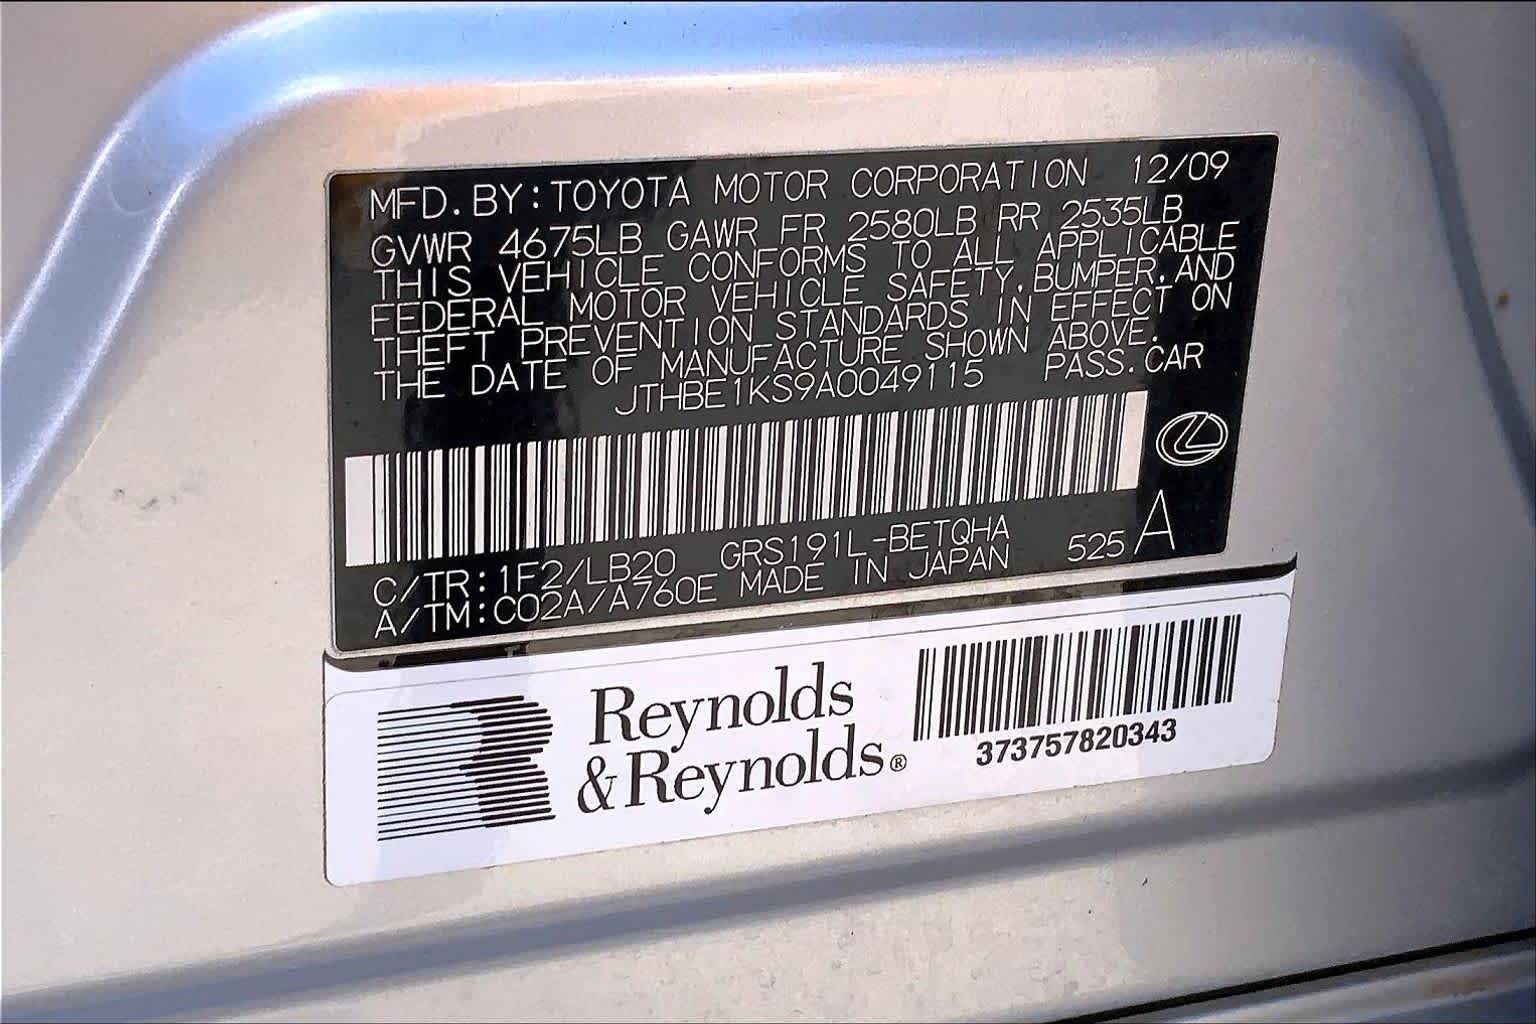 MFD. BY: TOYOTA MOTOR CORPORATION 12/09
GVWR 4675LB GAWR FR 2580LB RR 2535LB
THIS VEHICLE CONFORMS TO ALL APPLICABLE
FEDERAL MOTOR VEHICLE SAFETY, BUMPER, AND
THEFT PREVENTION STANDARDS IN EFFECT ON
THE DATE OF MANUFACTURE SHOWN ABOVE.
JTHBE1KS9A0049115 PASS. CAR
C/TR: 1F2/LB20 GRS191L-BETQHA 525 A
A/TM: C02A/A760E MADE IN JAPAN
Reynolds
&Reynolds®
373757820343